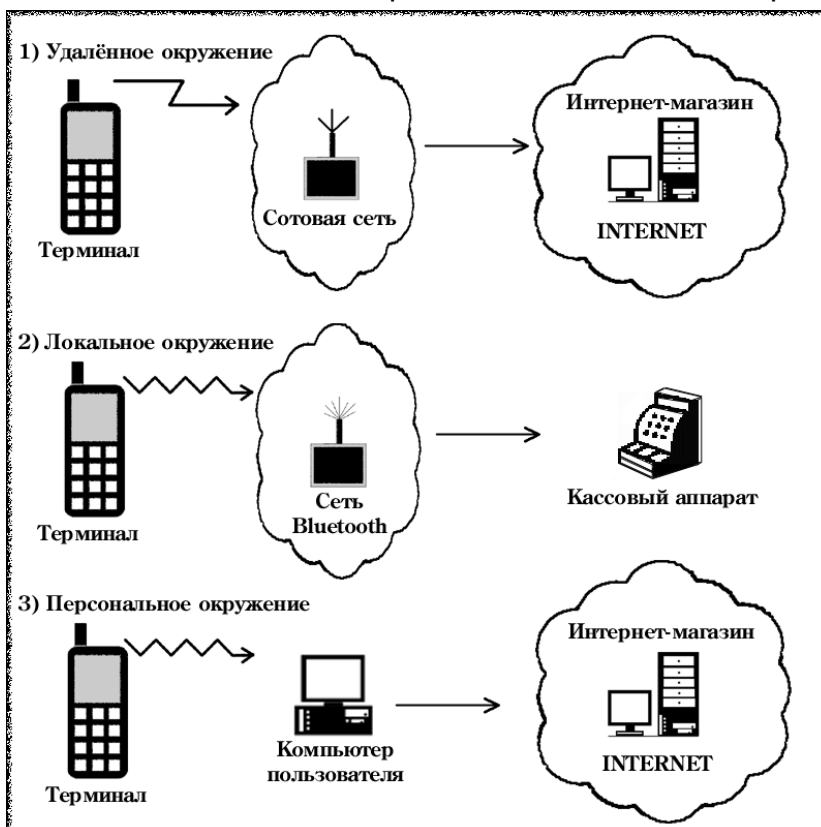 1) Удалённое окружение
Интернет-магазин
Сотовая сеть
INTERNET
Терминал
2) Локальное окружение
Сеть
Bluetooth
Кассовый аппарат
Терминал
3) Персональное окружение
Интернет-магазин
Компьютер
пользователя
INTERNET
Терминал